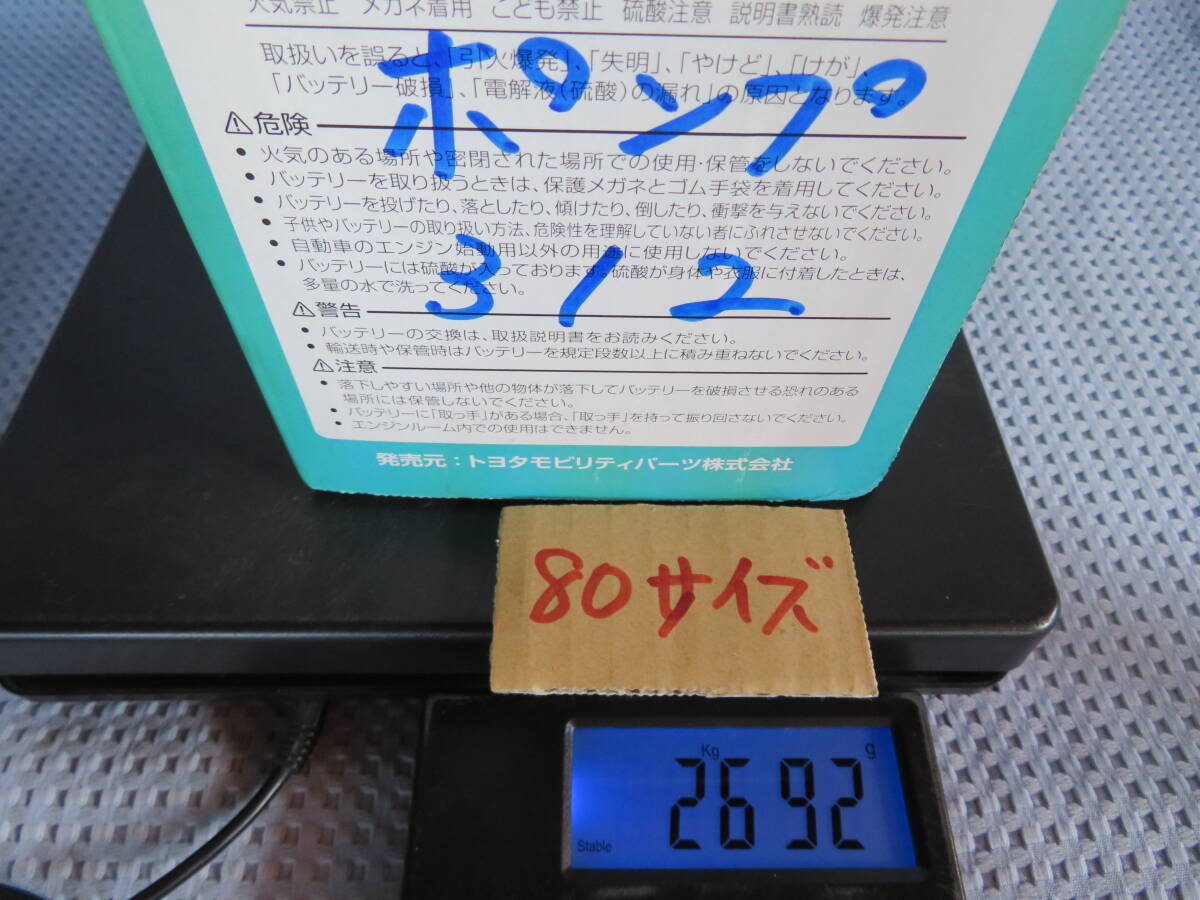 火気禁止 メガネ着用 こども禁止 硫酸注意 説明書熟読 爆発注意
取扱いを誤ると、「引火爆発」、「失明」、「やけど」、「けが」、
「バッテリー破損」、「電解液(硫酸)の漏れ」の原因となります。
ポンプ
⚠危険
• 火気のある場所や密閉された場所での使用・保管をしないでください。
• バッテリーを取り扱うときは、保護メガネとゴム手袋を着用してください。
• バッテリーを投げたり、落としたり、傾けたり、倒したり、衝撃を与えないでください。
• 子供やバッテリーの取り扱い方法、危険性を理解していない者にふれさせないでください。
• 自動車のエンジン始動用以外の用途に使用しないでください。
• バッテリーには硫酸が入っております。硫酸が身体や衣服に付着したときは、
多量の水で洗ってください。
312
⚠警告
• バッテリーの交換は、取扱説明書をお読みください。
• 輸送時や保管時はバッテリーを規定段数以上に積み重ねないでください。
⚠注意
• 落下しやすい場所や他の物体が落下してバッテリーを破損させる恐れのある
場所には保管しないでください。
• バッテリーに「取っ手」がある場合、「取っ手」を持って振り回さないでください。
• エンジンルーム内での使用はできません。
発売元：トヨタモビリティパーツ株式会社
80サイズ
Kg g
2692
Stable